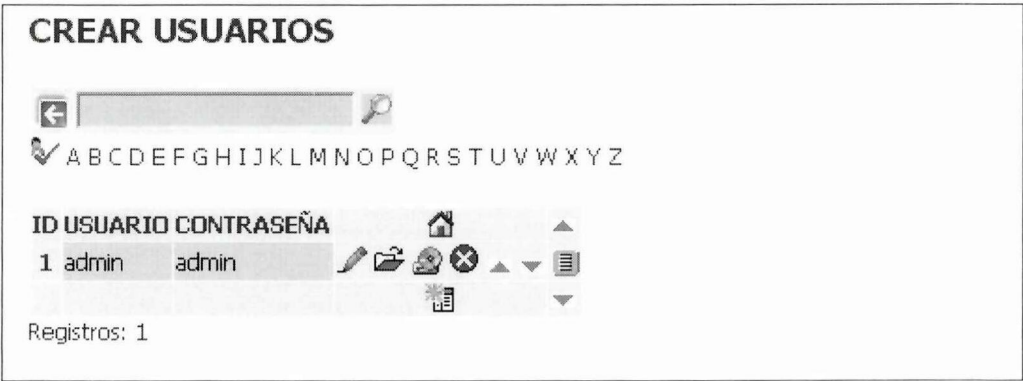 CREAR USUARIOS
A B C D E F G H I J K L M N O P Q R S T U V W X Y Z
ID USUARIO CONTRASEÑA
1 admin admin
Registros: 1